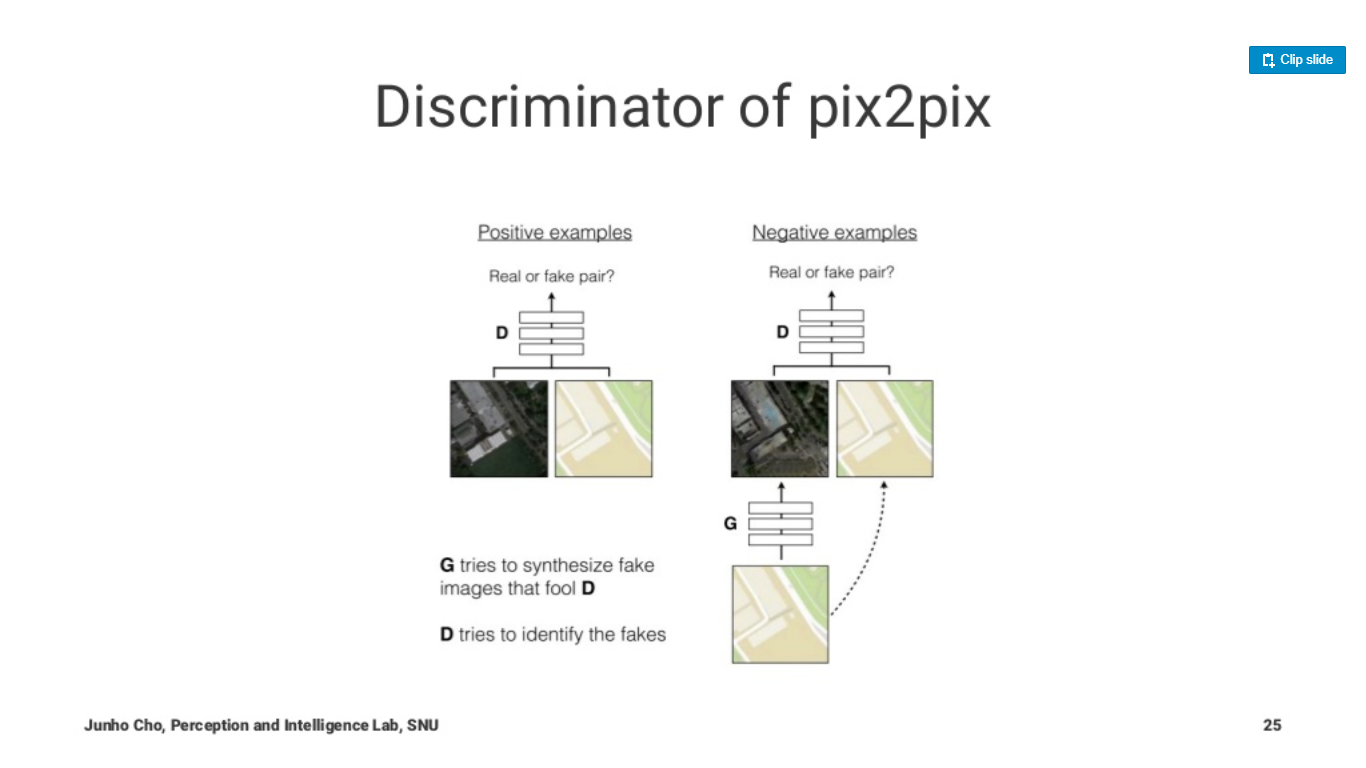 Clip slide
Discriminator of pix2pix
Positive examples
Real or fake pair?
D
Negative examples
Real or fake pair?
D
G
G tries to synthesize fake
images that fool D
D tries to identify the fakes
Junho Cho, Perception and Intelligence Lab, SNU
25